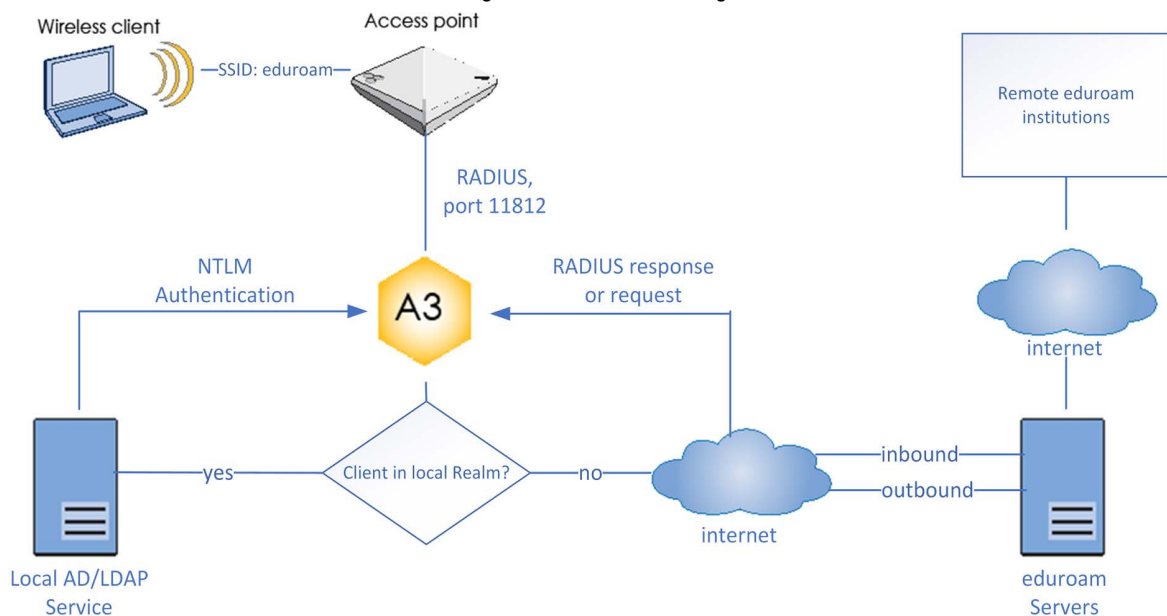 Wireless client
Access point
SSID: eduroam
Remote eduroam
institutions
RADIUS,
port 11812
NTLM
Authentication
A3
RADIUS response
or request
internet
Client in local Realm?
yes
no
inbound
outbound
internet
Local AD/LDAP
Service
eduroam
Servers